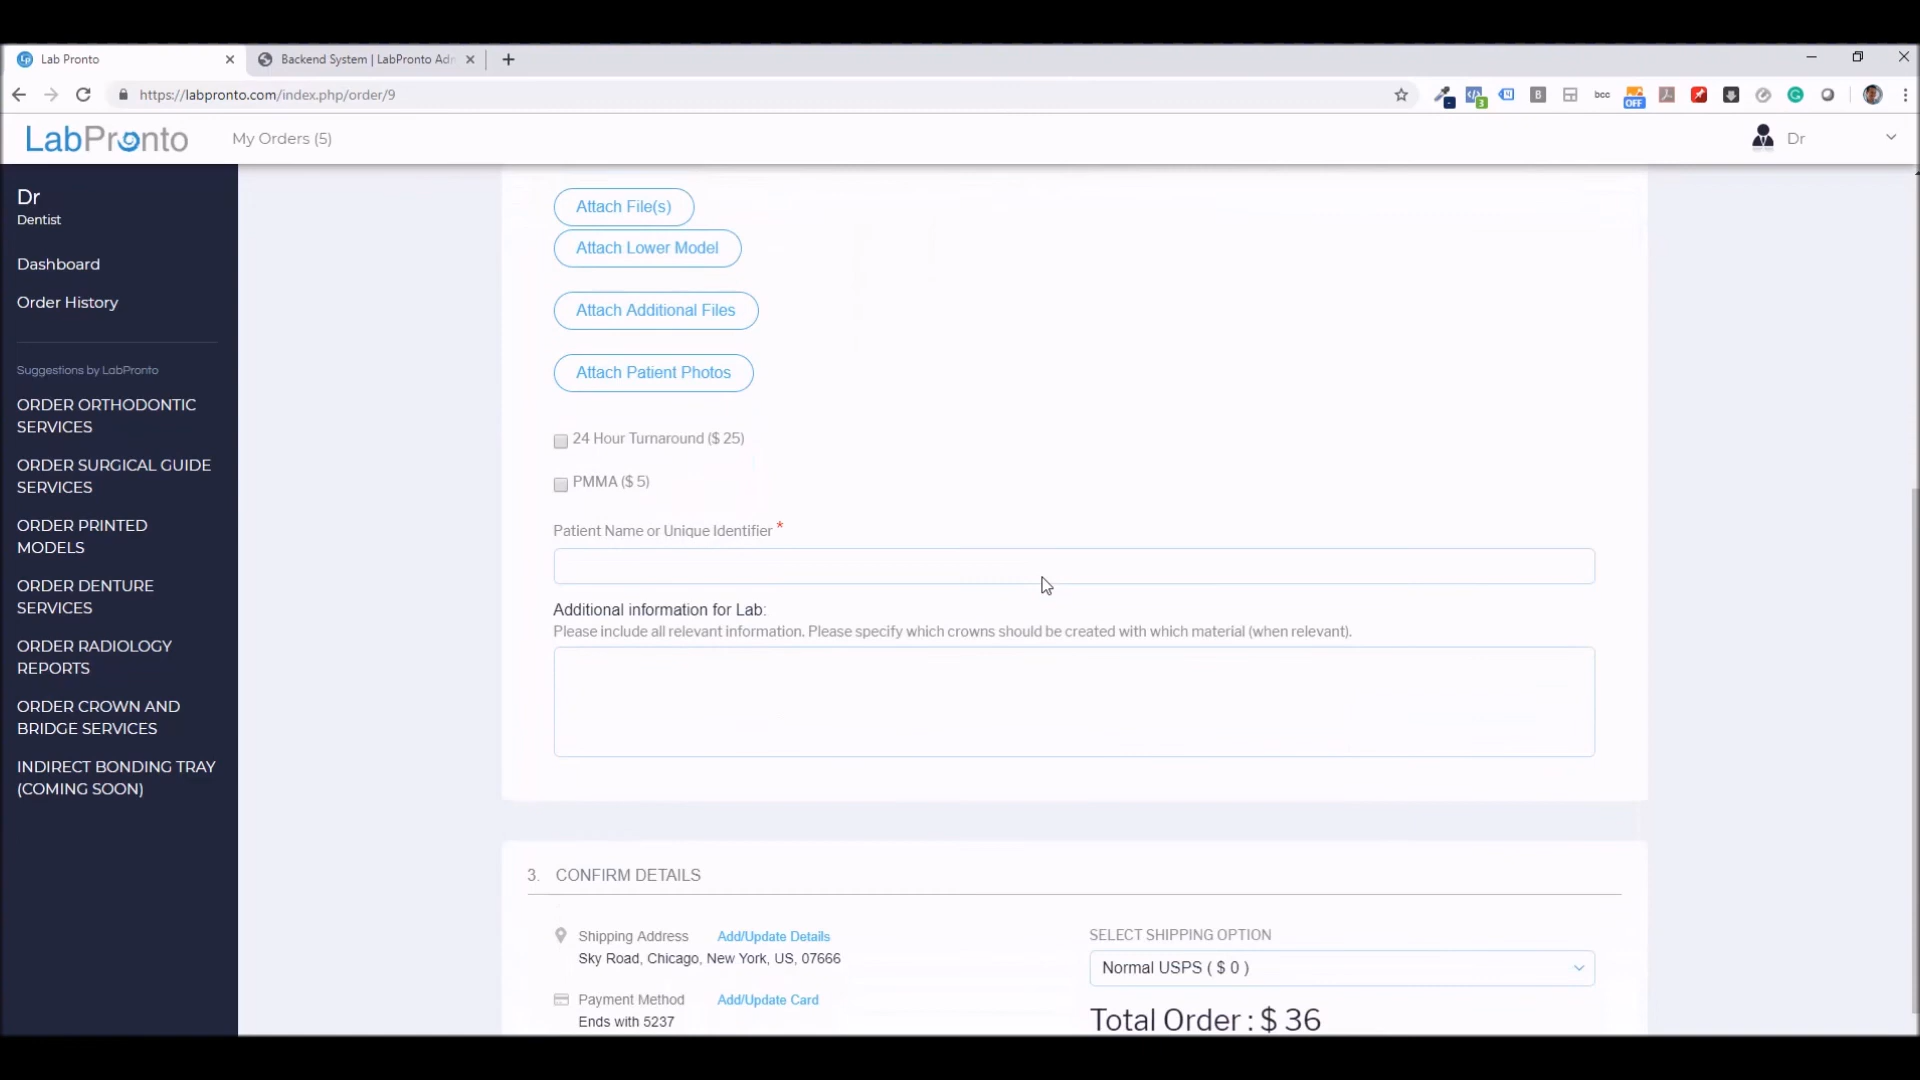 Lab Pronto
Backend System | LabPronto Adn
https://labpronto.com/index.php/order/9
3
B
bcc
OFF
LabPronto
My Orders (5)
Dr
Dr
Dentist
Dashboard
Order History
Suggestions by LabPronto
ORDER ORTHODONTIC
SERVICES
ORDER SURGICAL GUIDE
SERVICES
ORDER PRINTED
MODELS
ORDER DENTURE
SERVICES
ORDER RADIOLOGY
REPORTS
ORDER CROWN AND
BRIDGE SERVICES
INDIRECT BONDING TRAY
(COMING SOON)
Attach File(s)
Attach Lower Model
Attach Additional Files
Attach Patient Photos
24 Hour Turnaround ($ 25)
PMMA ($ 5)
Patient Name or Unique Identifier *
Additional information for Lab:
Please include all relevant information. Please specify which crowns should be created with which material (when relevant).
3. CONFIRM DETAILS
Shipping Address Add/Update Details
Sky Road, Chicago, New York, US, 07666
Payment Method Add/Update Card
Ends with 5237
SELECT SHIPPING OPTION
Normal USPS ( $ 0 )
Total Order : $ 36